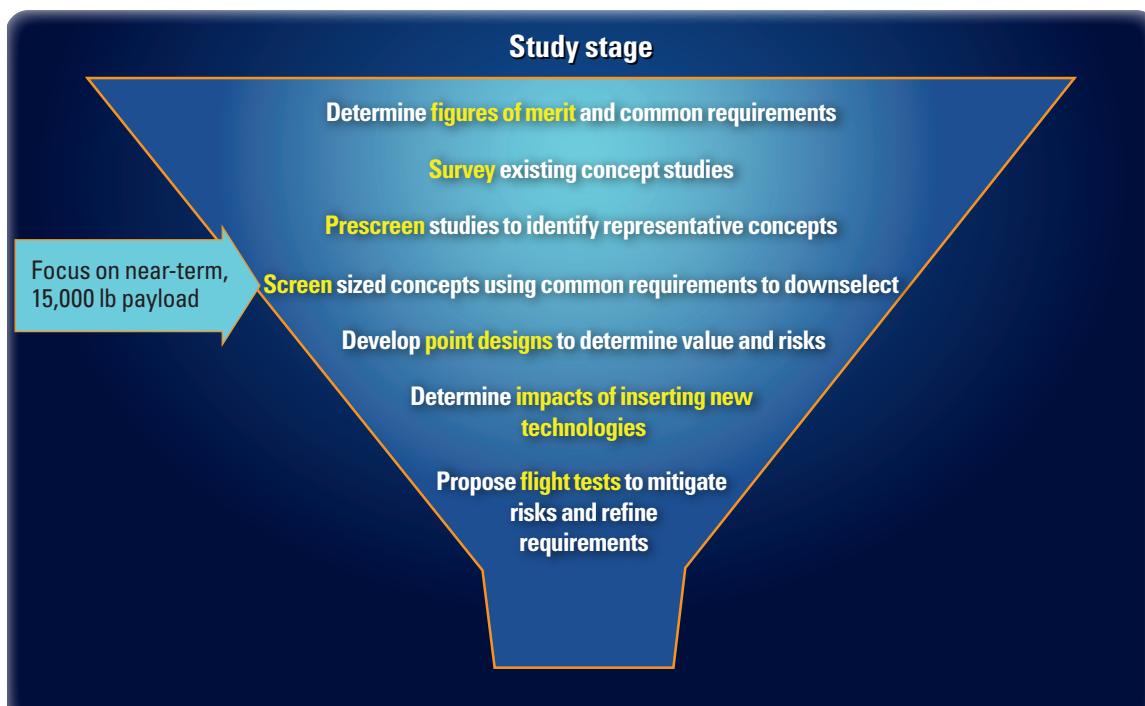 Study stage
Determine figures of merit and common requirements
Survey existing concept studies
Prescreen studies to identify representative concepts
Focus on near-term,
15,000 lb payload
Screen sized concepts using common requirements to downselect
Develop point designs to determine value and risks
Determine impacts of inserting new
technologies
Propose flight tests to mitigate
risks and refine
requirements